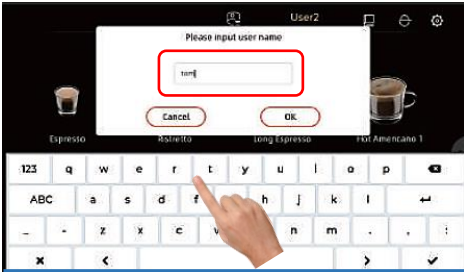 User2
Please input user name
tom
Cancel
OK
Espresso
Ristretto
Long Espresso
Hot Americano 1
123 q w e r t y u i o p
ABC a s d f h j k l
_ - z x c v n m . , :